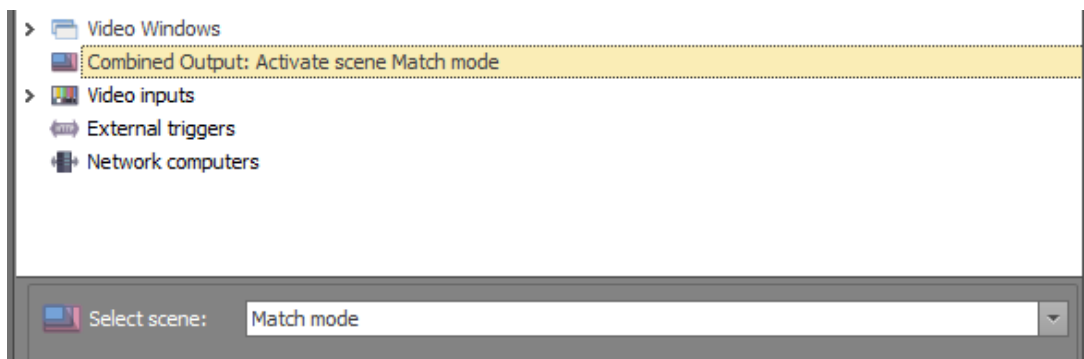 Video Windows
Combined Output: Activate scene Match mode
Video inputs
External triggers
Network computers
Select scene: Match mode